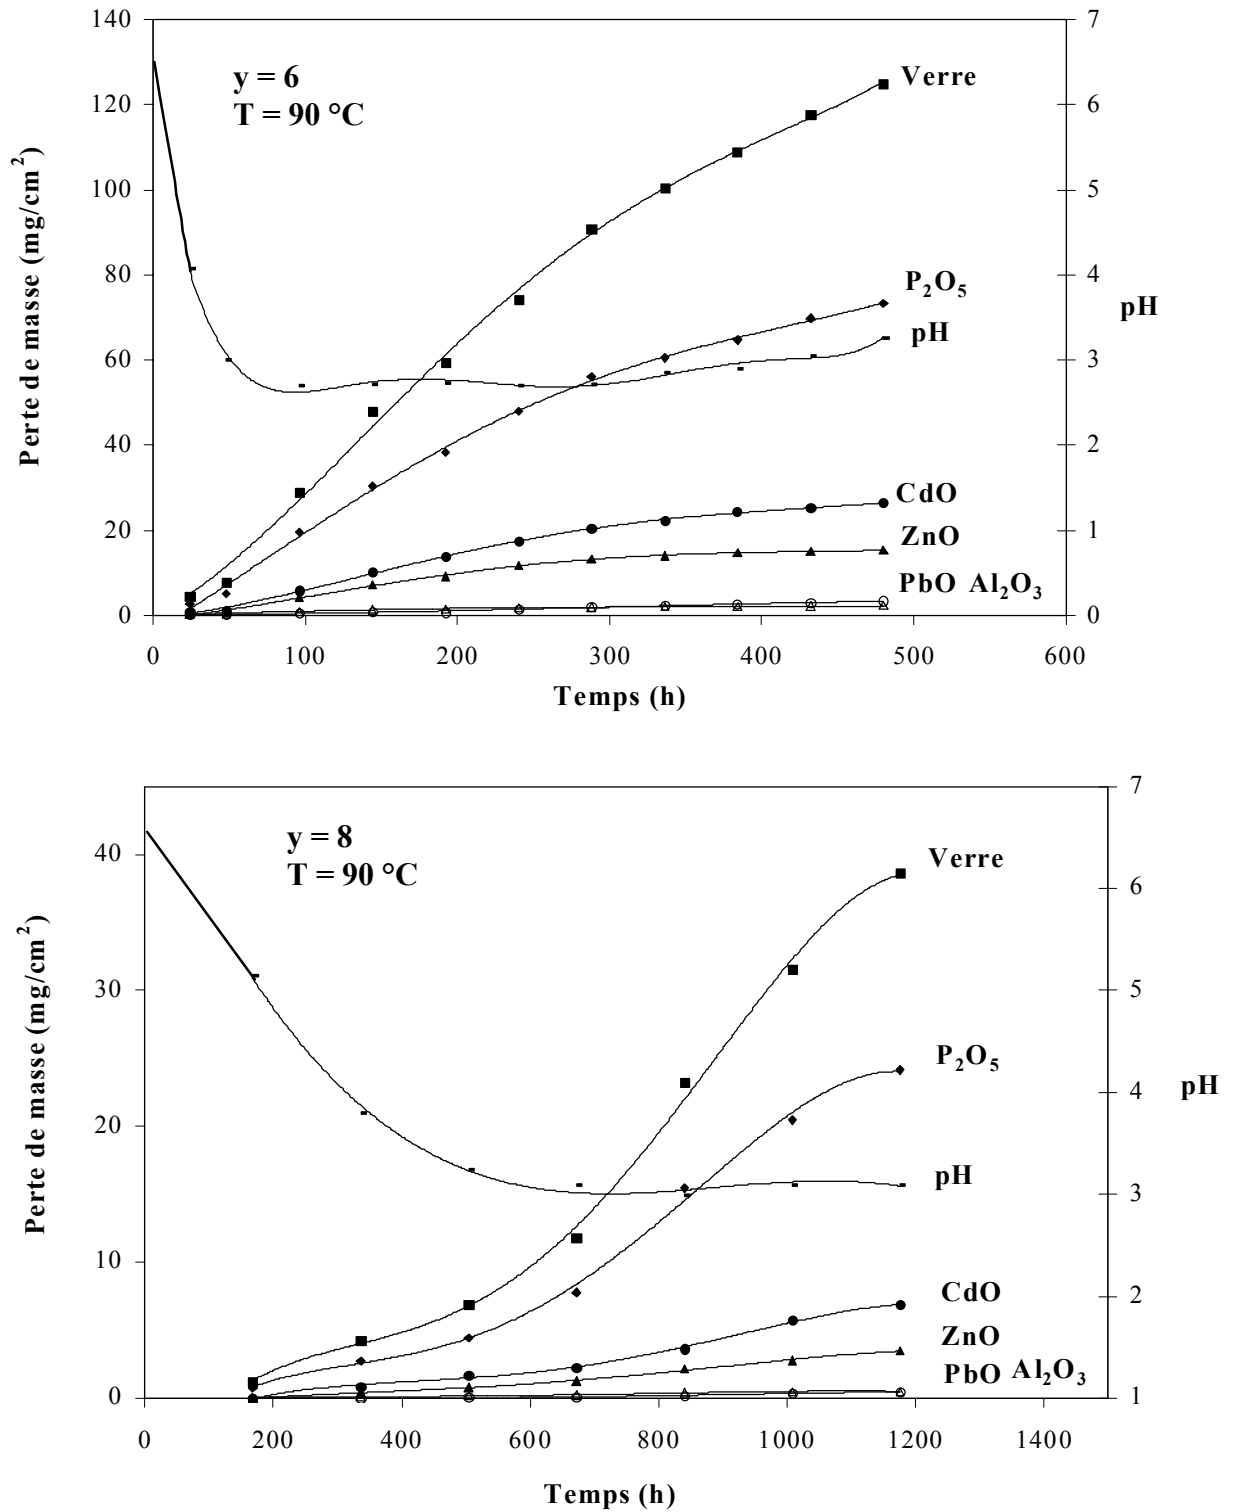 140
120
100
80
60
40
20
0
Perte de masse (mg/cm²)
y = 6
T = 90 °C
Verre
P₂O₅
pH
CdO
ZnO
PbO Al₂O₃
7
6
5
4
3
2
1
0
pH
0 100 200 300 400 500 600
Temps (h)
40
30
20
10
0
Perte de masse (mg/cm²)
y = 8
T = 90 °C
Verre
P₂O₅
pH
CdO
ZnO
PbO Al₂O₃
7
6
5
4
3
2
1
pH
0 200 400 600 800 1000 1200 1400
Temps (h)